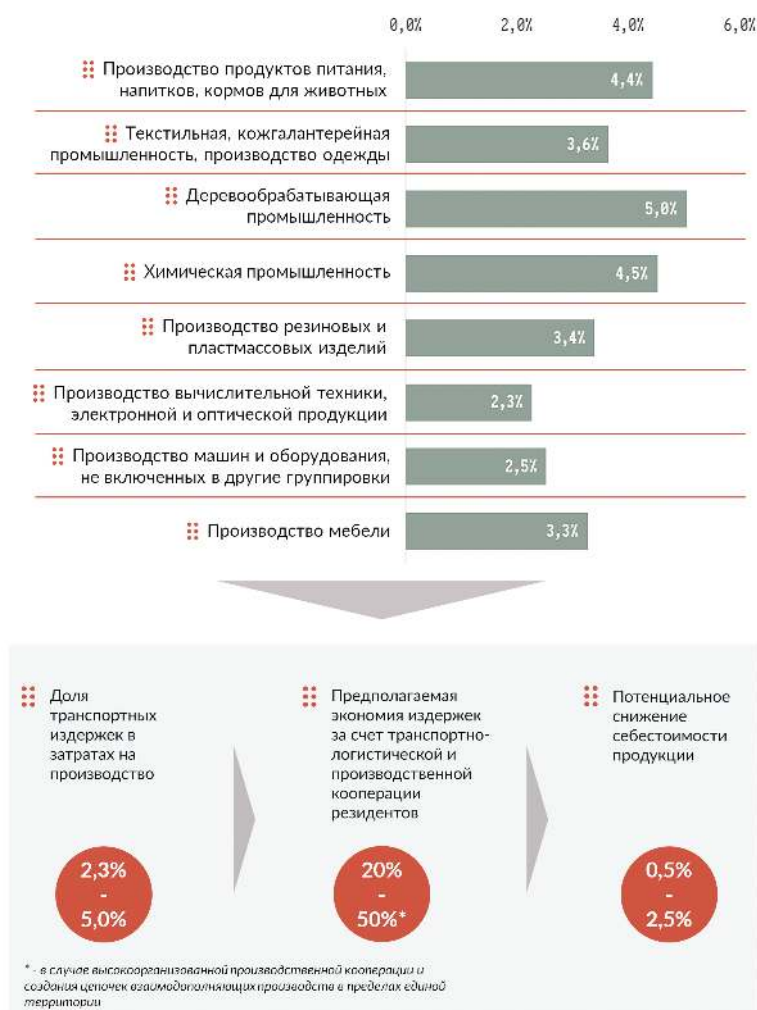 0,0% 2,0% 4,0% 6,0%
Производство продуктов питания,
напитков, кормов для животных
4,4%
Текстильная, кожгалантерейная
промышленность, производство одежды
3,6%
Деревообрабатывающая
промышленность
5,0%
Химическая промышленность
4,5%
Производство резиновых и
пластмассовых изделий
3,4%
Производство вычислительной техники,
электронной и оптической продукции
2,3%
Производство машин и оборудования,
не включенных в другие группировки
2,5%
Производство мебели
3,3%
Доля
транспортных
издержек в
затратах на
производство
2,3%
-
5,0%
Предполагаемая
экономия издержек
за счет транспортно-
логистической и
производственной
кооперации
резидентов
20%
-
50%*
Потенциальное
снижение
себестоимости
продукции
0,5%
-
2,5%
* - в случае высокоорганизованной производственной кооперации и
создания цепочек взаимодополняющих производств в пределах единой
территории